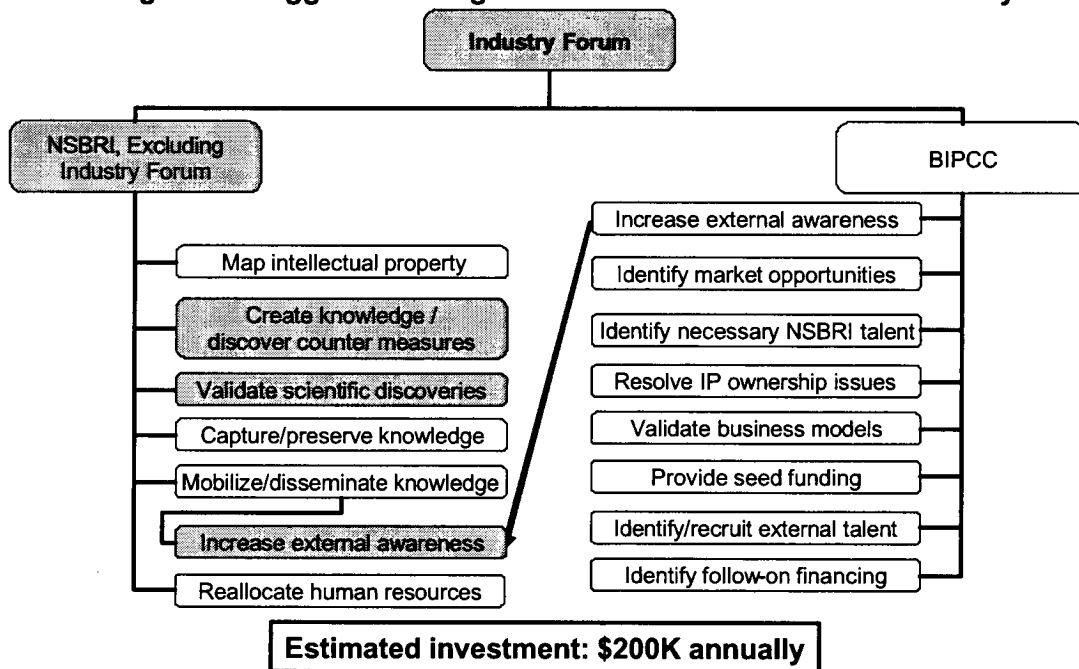 Industry Forum
NSBRI, Excluding
Industry Forum
BIPCC
Map intellectual property
Create knowledge /
discover counter measures
Validate scientific discoveries
Capture/preserve knowledge
Mobilize/disseminate knowledge
Increase external awareness
Reallocate human resources
Increase external awareness
Identify market opportunities
Identify necessary NSBRI talent
Resolve IP ownership issues
Validate business models
Provide seed funding
Identify/recruit external talent
Identify follow-on financing
Estimated investment: $200K annually